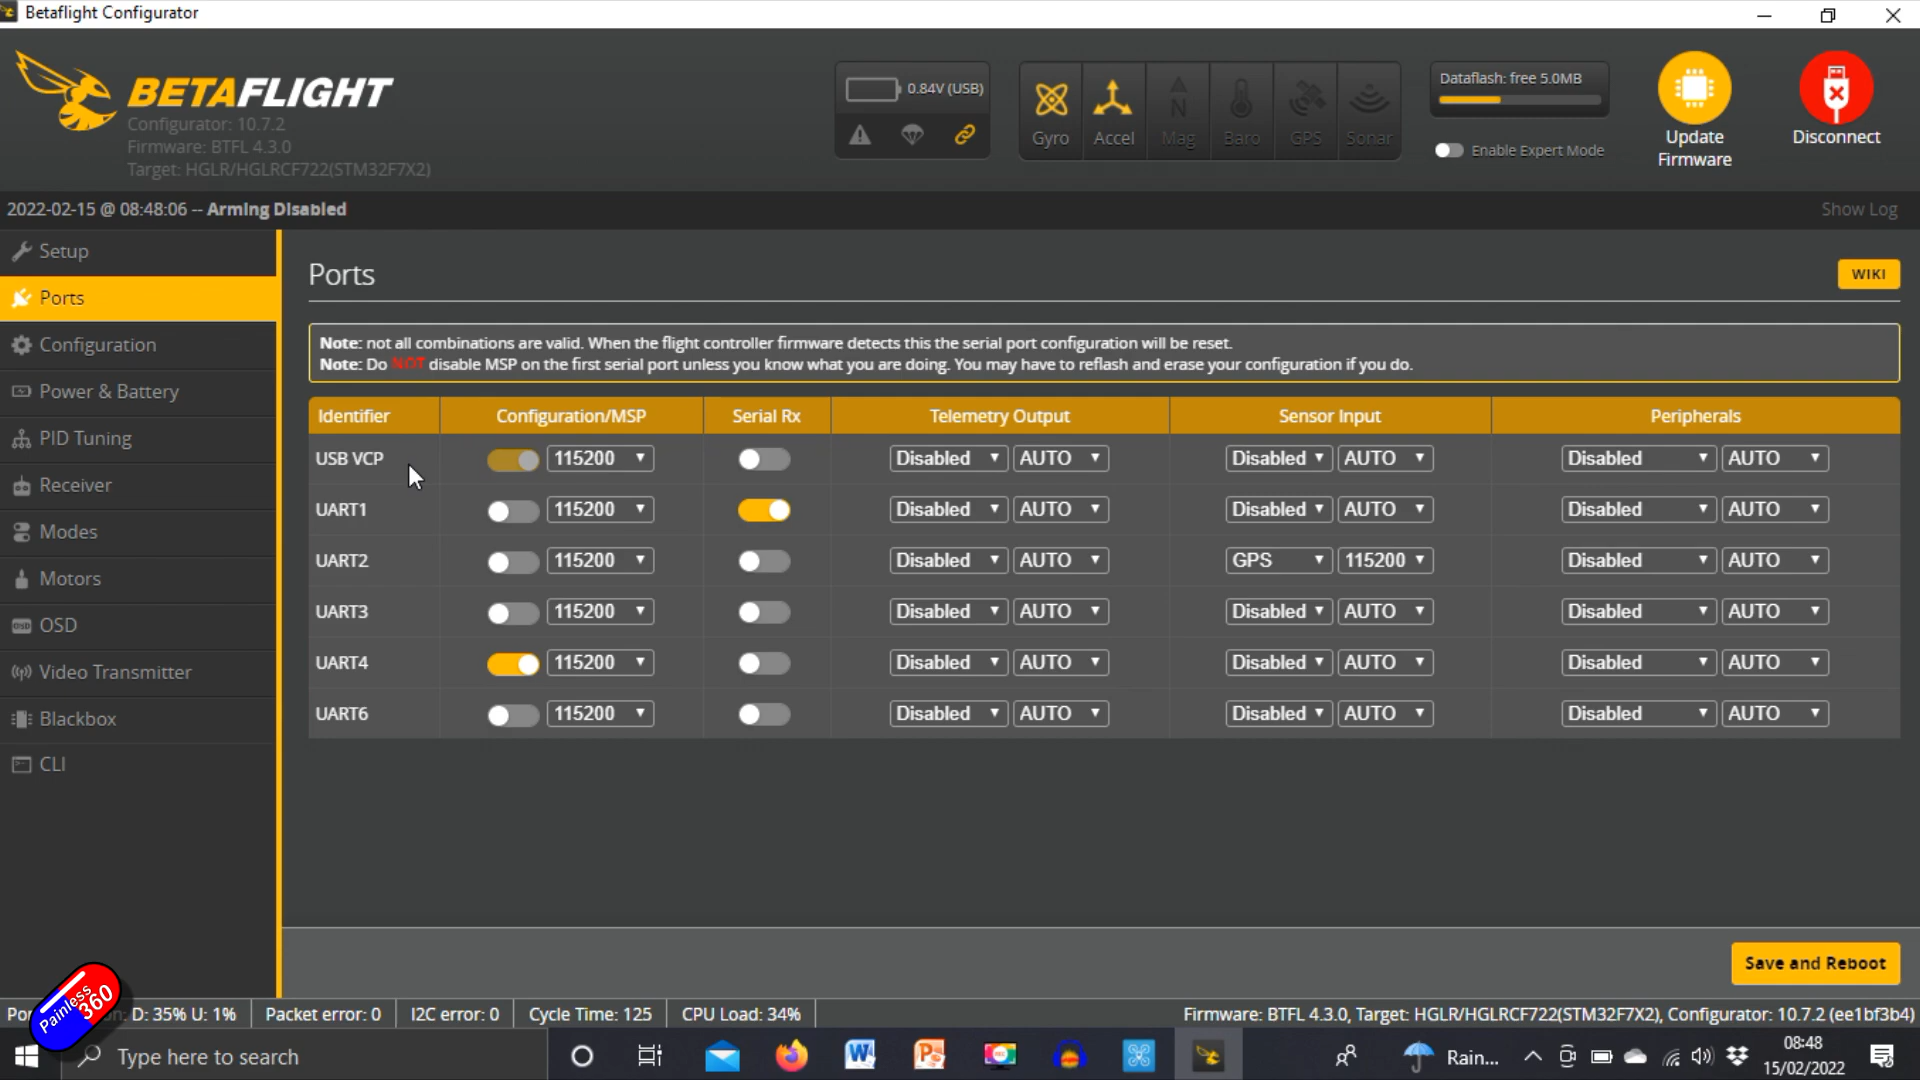 Betaflight Configurator
BETAFLIGHT
Configurator: 10.7.2
Firmware: BTFL 4.3.0
Target: HGLR/HGLRCF722(STM32F7X2)
0.84V (USB)
Gyro
Accel
Mag
Baro
GPS
Sonar
Dataflash: free 5.0MB
Enable Expert Mode
Update
Firmware
Disconnect
2022-02-15 @ 08:48:06 -- Arming Disabled
Show Log
Setup
Ports
Configuration
Power & Battery
PID Tuning
Receiver
Modes
Motors
OSD
Video Transmitter
Blackbox
CLI
Ports
WIKI
Note: not all combinations are valid. When the flight controller firmware detects this the serial port configuration will be reset.
Note: Do NOT disable MSP on the first serial port unless you know what you are doing. You may have to reflash and erase your configuration if you do.
Identifier Configuration/MSP Serial Rx Telemetry Output Sensor Input Peripherals
USB VCP 115200 Disabled AUTO Disabled AUTO Disabled AUTO
UART1 115200 Disabled AUTO Disabled AUTO Disabled AUTO
UART2 115200 Disabled AUTO GPS 115200 Disabled AUTO
UART3 115200 Disabled AUTO Disabled AUTO Disabled AUTO
UART4 115200 Disabled AUTO Disabled AUTO Disabled AUTO
UART6 115200 Disabled AUTO Disabled AUTO Disabled AUTO
Save and Reboot
Painless360
D: 35% U: 1% Packet error: 0 I2C error: 0 Cycle Time: 125 CPU Load: 34% Firmware: BTFL 4.3.0, Target: HGLR/HGLRCF722(STM32F7X2), Configurator: 10.7.2 (ee1bf3b4)
Type here to search
Rain...
08:48
15/02/2022